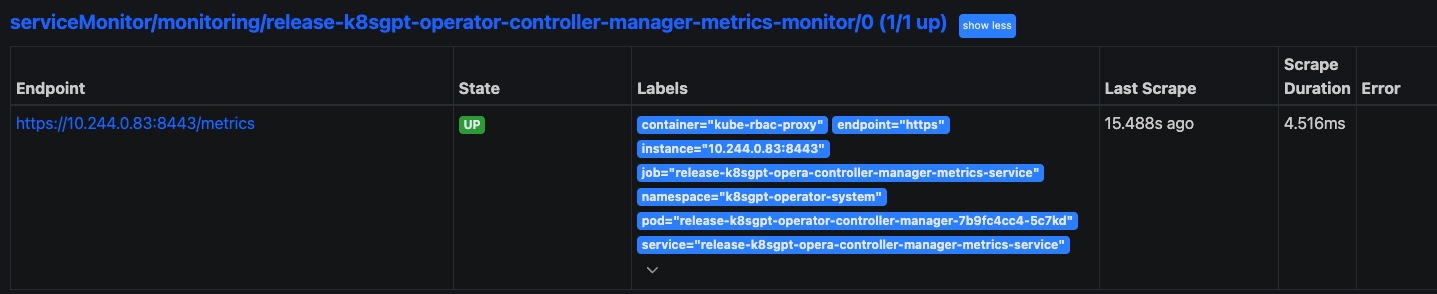 serviceMonitor/monitoring/release-k8sgpt-operator-controller-manager-metrics-monitor/0 (1/1 up) show less
Endpoint State Labels Last Scrape Scrape Duration Error
https://10.244.0.83:8443/metrics UP container="kube-rbac-proxy" endpoint="https" 15.488s ago 4.516ms
instance="10.244.0.83:8443"
job="release-k8sgpt-opera-controller-manager-metrics-service"
namespace="k8sgpt-operator-system"
pod="release-k8sgpt-operator-controller-manager-7b9fc4cc4-5c7kd"
service="release-k8sgpt-opera-controller-manager-metrics-service"